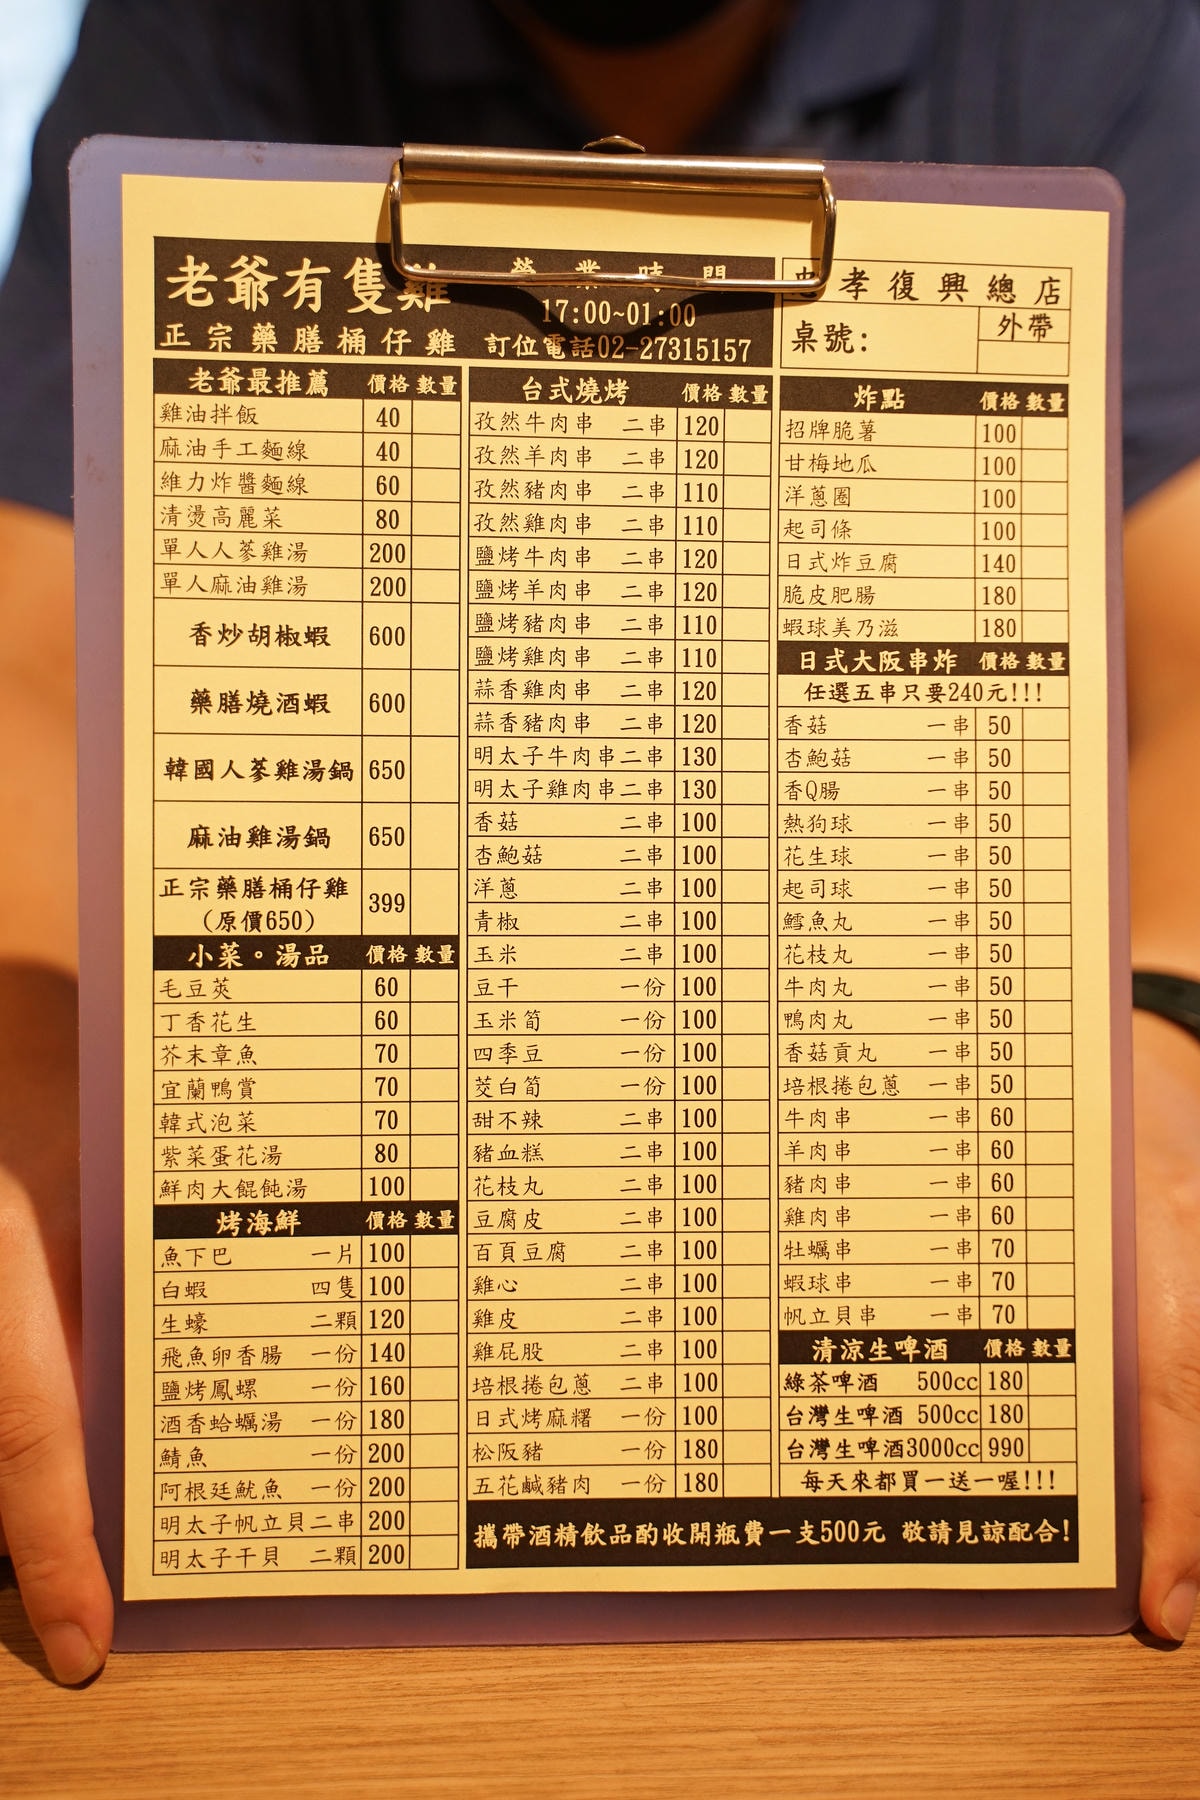 老爺有隻雞
正宗藥膳桶仔雞
營業時間
17:00~01:00
訂位電話02-27315157
忠孝復興總店
桌號:
外帶
老爺最推薦 價格 數量
雞油拌飯 40
麻油手工麵線 40
維力炸醬麵線 60
清燙高麗菜 80
單人人蔘雞湯 200
單人麻油雞湯 200
香炒胡椒蝦 600
藥膳燒酒蝦 600
韓國人蔘雞湯鍋 650
麻油雞湯鍋 650
正宗藥膳桶仔雞
(原價650) 399
小菜。湯品 價格 數量
毛豆莢 60
丁香花生 60
芥末章魚 70
宜蘭鴨賞 70
韓式泡菜 70
紫菜蛋花湯 80
鮮肉大餛飩湯 100
烤海鮮 價格 數量
魚下巴 一片 100
白蝦 四隻 100
生蠔 二顆 120
飛魚卵香腸 一份 140
鹽烤鳳螺 一份 160
酒香蛤蠣湯 一份 180
鯖魚 一份 200
阿根廷魷魚 一份 200
明太子帆立貝二串 200
明太子干貝 二顆 200
台式燒烤 價格 數量
孜然牛肉串 二串 120
孜然羊肉串 二串 120
孜然豬肉串 二串 110
孜然雞肉串 二串 110
鹽烤牛肉串 二串 120
鹽烤羊肉串 二串 120
鹽烤豬肉串 二串 110
鹽烤雞肉串 二串 110
蒜香雞肉串 二串 120
蒜香豬肉串 二串 120
明太子牛肉串二串 130
明太子雞肉串二串 130
香菇 二串 100
杏鮑菇 二串 100
洋蔥 二串 100
青椒 二串 100
玉米 二串 100
豆干 一份 100
玉米筍 一份 100
四季豆 一份 100
茭白筍 一份 100
甜不辣 二串 100
豬血糕 二串 100
花枝丸 二串 100
豆腐皮 二串 100
百頁豆腐 二串 100
雞心 二串 100
雞皮 二串 100
雞屁股 二串 100
培根捲包蔥 二串 100
日式烤麻糬 一份 100
松阪豬 一份 180
五花鹹豬肉 一份 180
炸點 價格 數量
招牌脆薯 100
甘梅地瓜 100
洋蔥圈 100
起司條 100
日式炸豆腐 140
脆皮肥腸 180
蝦球美乃滋 180
日式大阪串炸 價格 數量
任選五串只要240元!!!
香菇 一串 50
杏鮑菇 一串 50
香Q腸 一串 50
熱狗球 一串 50
花生球 一串 50
起司球 一串 50
鱈魚丸 一串 50
花枝丸 一串 50
牛肉丸 一串 50
鴨肉丸 一串 50
香菇貢丸 一串 50
培根捲包蔥 一串 50
牛肉串 一串 60
羊肉串 一串 60
豬肉串 一串 60
雞肉串 一串 60
牡蠣串 一串 70
蝦球串 一串 70
帆立貝串 一串 70
清涼生啤酒 價格 數量
綠茶啤酒 500cc 180
台灣生啤酒 500cc 180
台灣生啤酒3000cc 990
每天來都買一送一喔!!!
攜帶酒精飲品酌收開瓶費一支500元 敬請見諒配合!